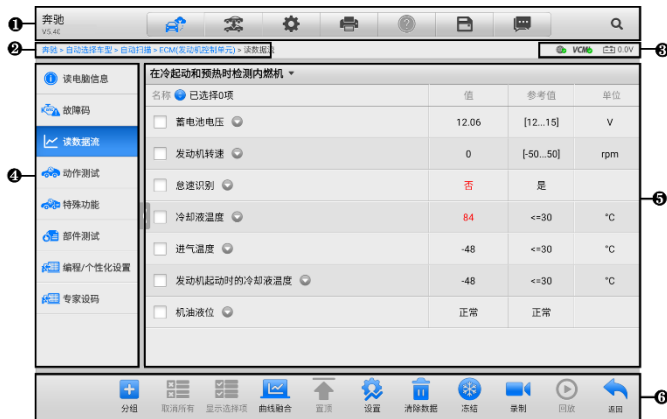 奔驰
V5.4E
❶
奔驰 > 自动选择车型 > 自动扫描 > ECM(发动机控制单元) > 读数据流
VCM 0.0V
❷
❸
读电脑信息
故障码
读数据流
动作测试
特殊功能
部件测试
编程/个性化设置
专家设码
❹
在冷起动和预热时检测内燃机
名称 已选择0项 值 参考值 单位
蓄电池电压 12.06 [12...15] V
发动机转速 0 [-50...50] rpm
怠速识别 否 是
冷却液温度 84 <=30 °C
进气温度 -48 <=30 °C
发动机起动时的冷却液温度 -48 <=30 °C
机油液位 正常 正常
❺
分组 取消所有 显示选择项 曲线融合 置顶 设置 清除数据 冻结 录制 回放 返回
❻